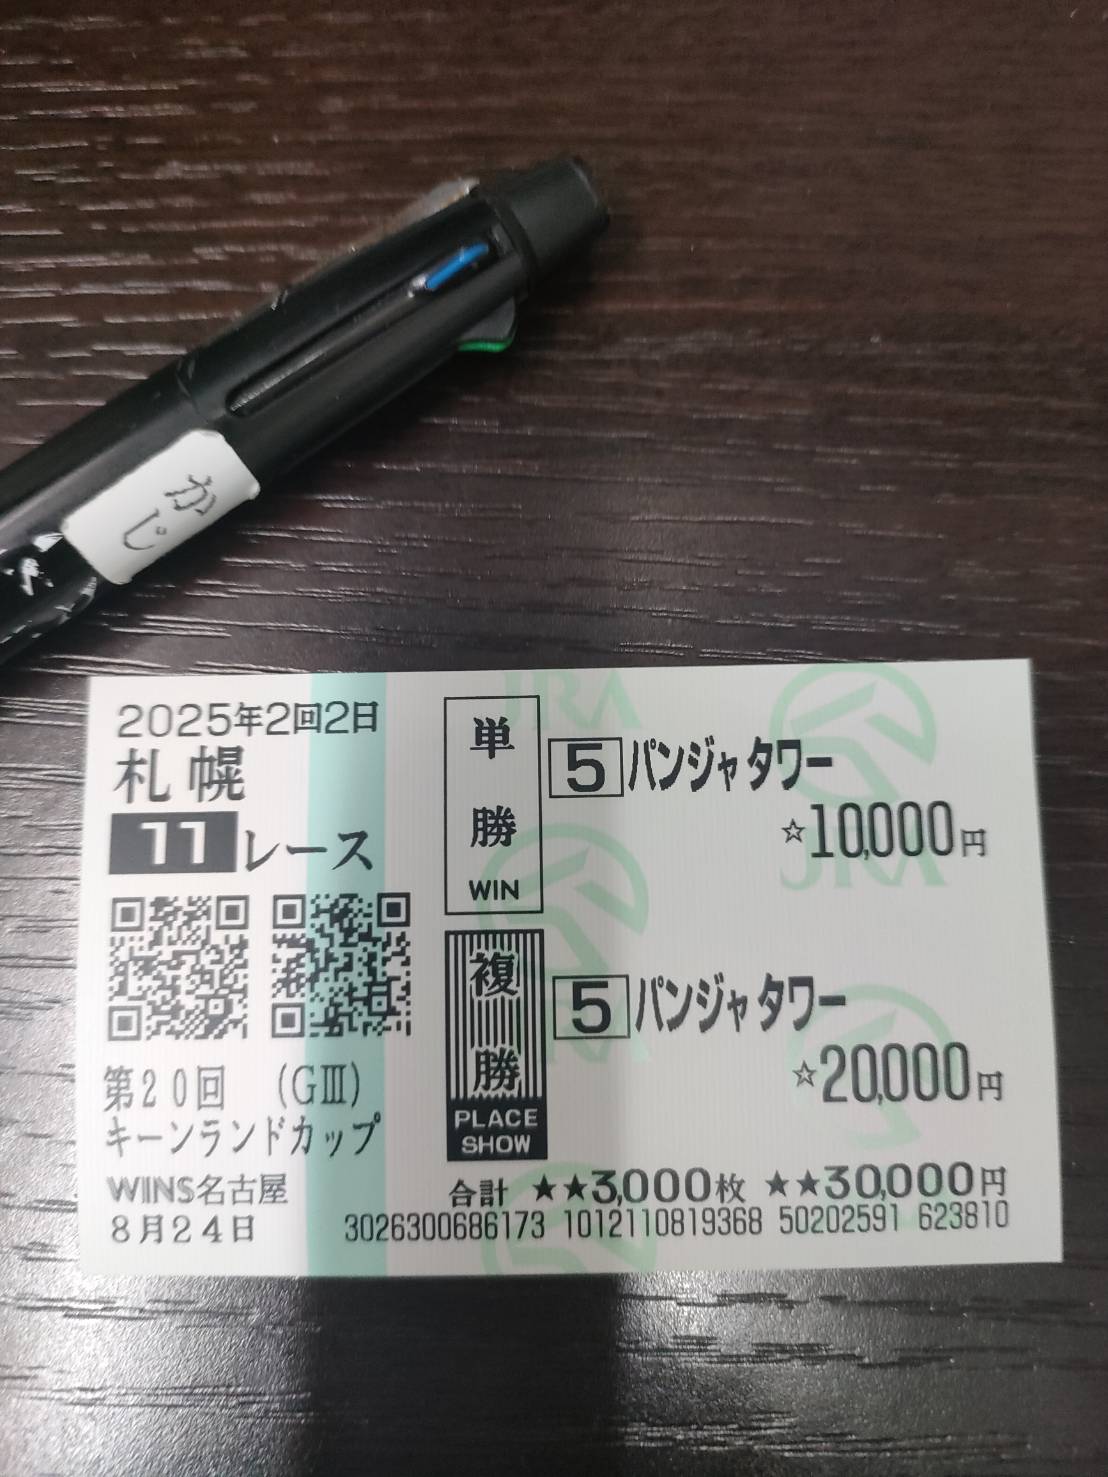 かじ
2025年2回2日
札幌
11レース
第20回 (GⅢ)
キーンランドカップ
WINS名古屋
8月24日
単勝
WIN
5 パンジャタワー
☆10,000円
複勝
PLACE
SHOW
5 パンジャタワー
☆20,000円
合計 ★★3,000枚 ★★30,000円
3026300686173 1012110819368 50202591 623810
JRA
JRA